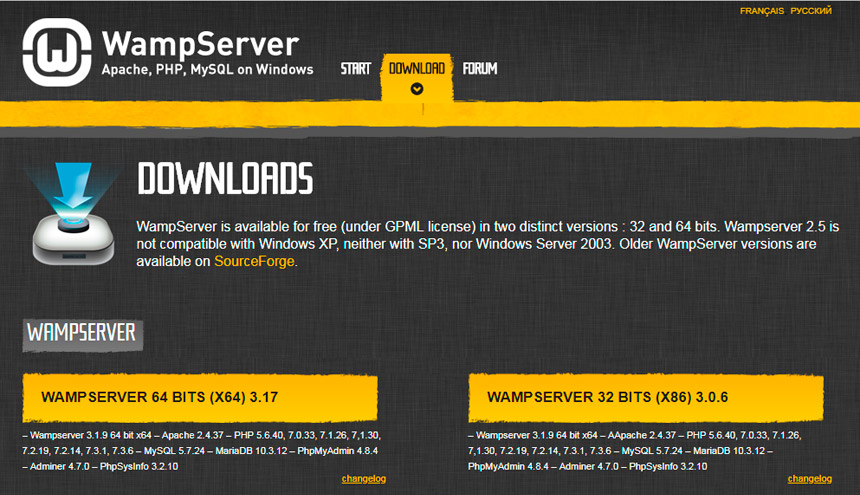 FRANÇAIS РУССКИЙ
WampServer
Apache, PHP, MySQL on Windows
START DOWNLOAD FORUM
DOWNLOADS
WampServer is available for free (under GPML license) in two distinct versions : 32 and 64 bits. Wampserver 2.5 is
not compatible with Windows XP, neither with SP3, nor Windows Server 2003. Older WampServer versions are
available on SourceForge.
WAMPSERVER
WAMPSERVER 64 BITS (X64) 3.17
– Wampserver 3.1.9 64 bit x64 – Apache 2.4.37 – PHP 5.6.40, 7.0.33, 7.1.26, 7,1.30,
7.2.19, 7.2.14, 7.3.1, 7.3.6 – MySQL 5.7.24 – MariaDB 10.3.12 – PhpMyAdmin 4.8.4
– Adminer 4.7.0 – PhpSysInfo 3.2.10
changelog
WAMPSERVER 32 BITS (X86) 3.0.6
– Wampserver 3.1.9 64 bit x64 – AApache 2.4.37 – PHP 5.6.40, 7.0.33, 7.1.26,
7,1.30, 7.2.19, 7.2.14, 7.3.1, 7.3.6 – MySQL 5.7.24 – MariaDB 10.3.12 –
PhpMyAdmin 4.8.4 – Adminer 4.7.0 – PhpSysInfo 3.2.10
changelog